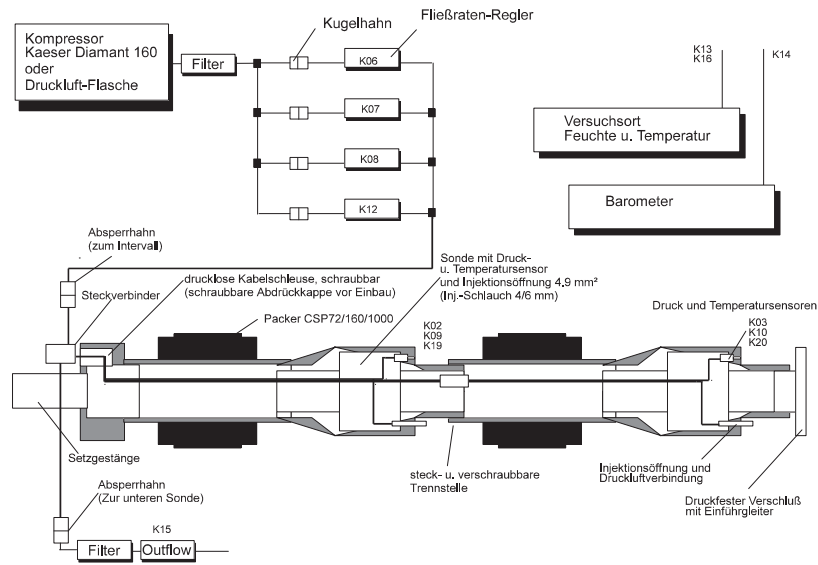 Kompressor
Kaeser Diamant 160
oder
Druckluft-Flasche
Filter
Kugelhahn
Fließraten-Regler
K06
K07
K08
K12
K13
K16
K14
Versuchsort
Feuchte u. Temperatur
Barometer
Absperrhahn
(zum Intervall)
Steckverbinder
drucklose Kabelschleuse, schraubbar
(schraubbare Abdrückkappe vor Einbau)
Packer CSP72/160/1000
Sonde mit Druck-
u. Temperatursensor
und Injektionsöffnung 4.9 mm²
(Inj.-Schlauch 4/6 mm)
K02
K09
K19
Druck und Temperatursensoren
K03
K10
K20
Setzgestänge
steck- u. verschraubbare
Trennstelle
Injektionsöffnung und
Druckluftverbindung
Druckfester Verschluß
mit Einführgleiter
Absperrhahn
(Zur unteren Sonde)
K15
Filter
Outflow